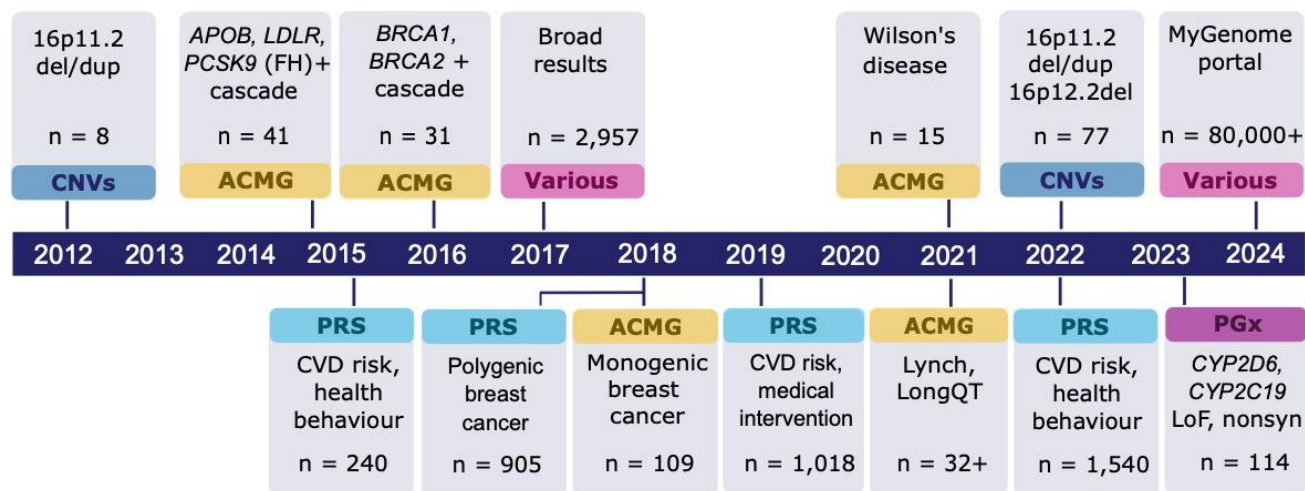 16p11.2
del/dup
n = 8
CNVs
APOB, LDLR,
PCSK9 (FH)+
cascade
n = 41
ACMG
BRCA1,
BRCA2 +
cascade
n = 31
ACMG
Broad
results
n = 2,957
Various
Wilson's
disease
n = 15
ACMG
16p11.2
del/dup
16p12.2del
n = 77
CNVs
MyGenome
portal
n = 80,000+
Various
2012 2013 2014 2015 2016 2017 2018 2019 2020 2021 2022 2023 2024
PRS
CVD risk,
health
behaviour
n = 240
PRS
Polygenic
breast
cancer
n = 905
ACMG
Monogenic
breast
cancer
n = 109
PRS
CVD risk,
medical
intervention
n = 1,018
ACMG
Lynch,
LongQT
n = 32+
PRS
CVD risk,
health
behaviour
n = 1,540
PGx
CYP2D6,
CYP2C19
LoF, nonsyn
n = 114